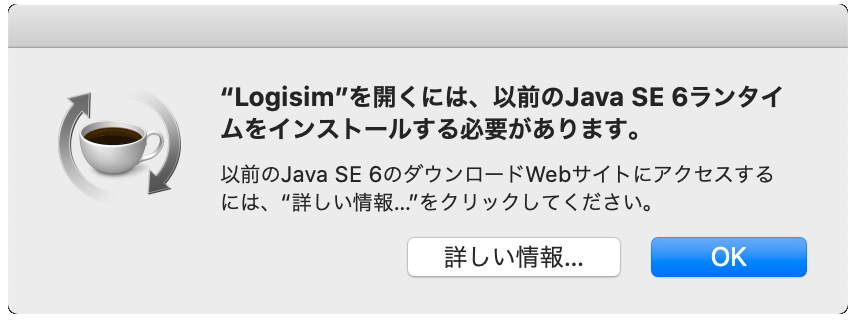 “Logisim”を開くには、以前のJava SE 6ランタイ
ムをインストールする必要があります。
以前のJava SE 6のダウンロードWebサイトにアクセスする
には、“詳しい情報...”をクリックしてください。
詳しい情報...
OK